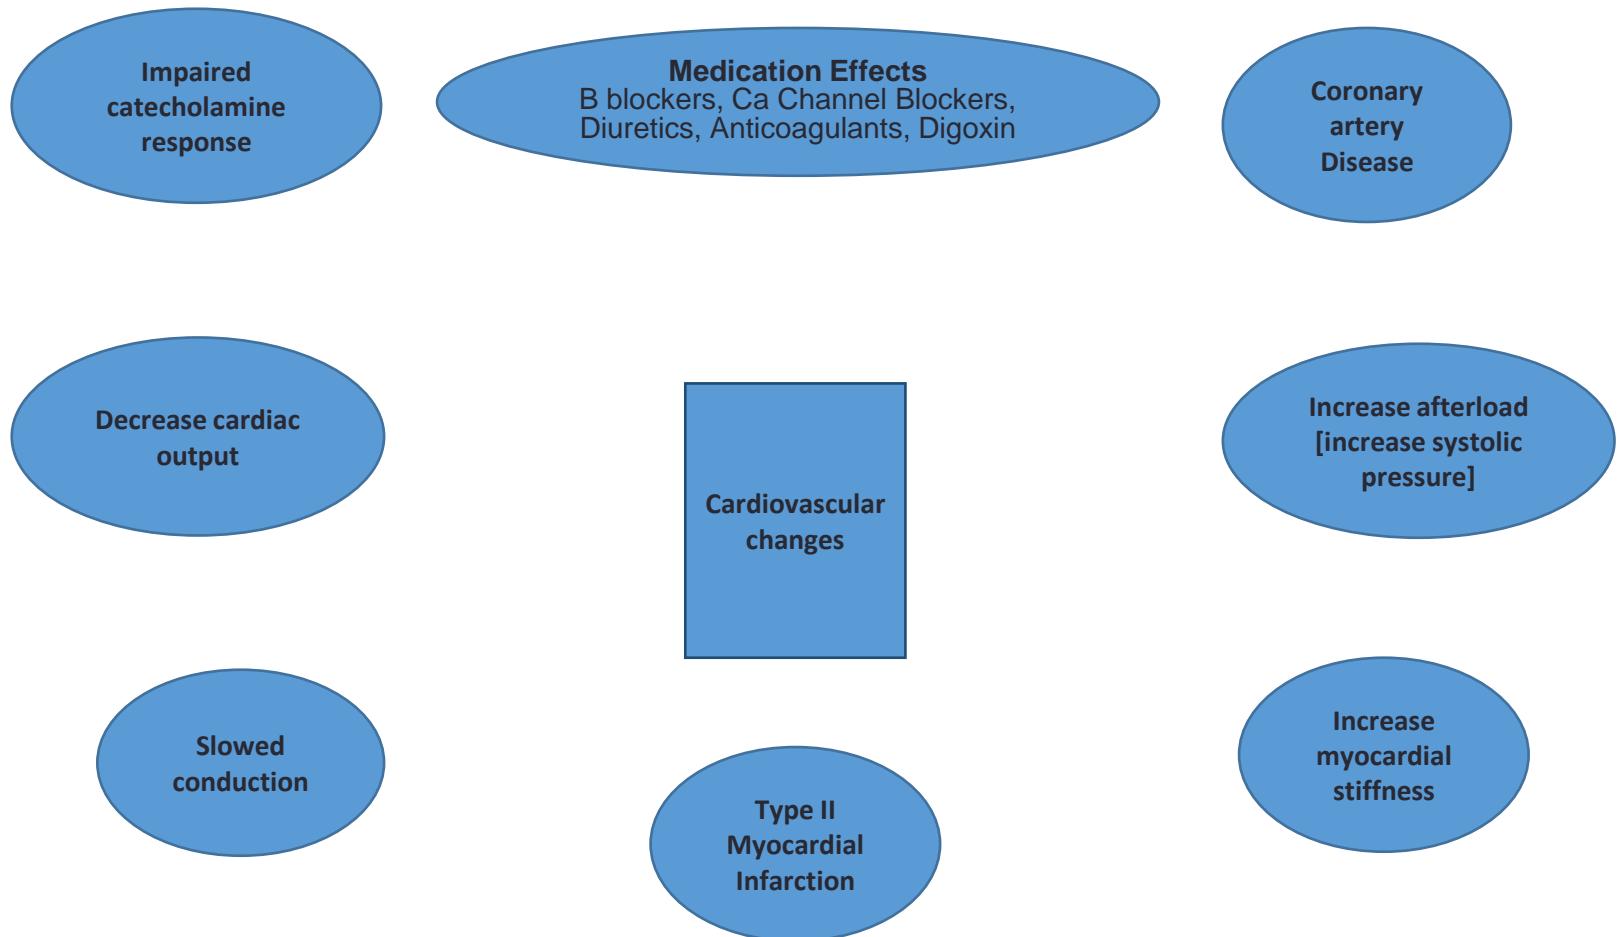 Impaired
catecholamine
response
Medication Effects
B blockers, Ca Channel Blockers,
Diuretics, Anticoagulants, Digoxin
Coronary
artery
Disease
Decrease cardiac
output
Cardiovascular
changes
Increase afterload
[increase systolic
pressure]
Slowed
conduction
Type II
Myocardial
Infarction
Increase
myocardial
stiffness